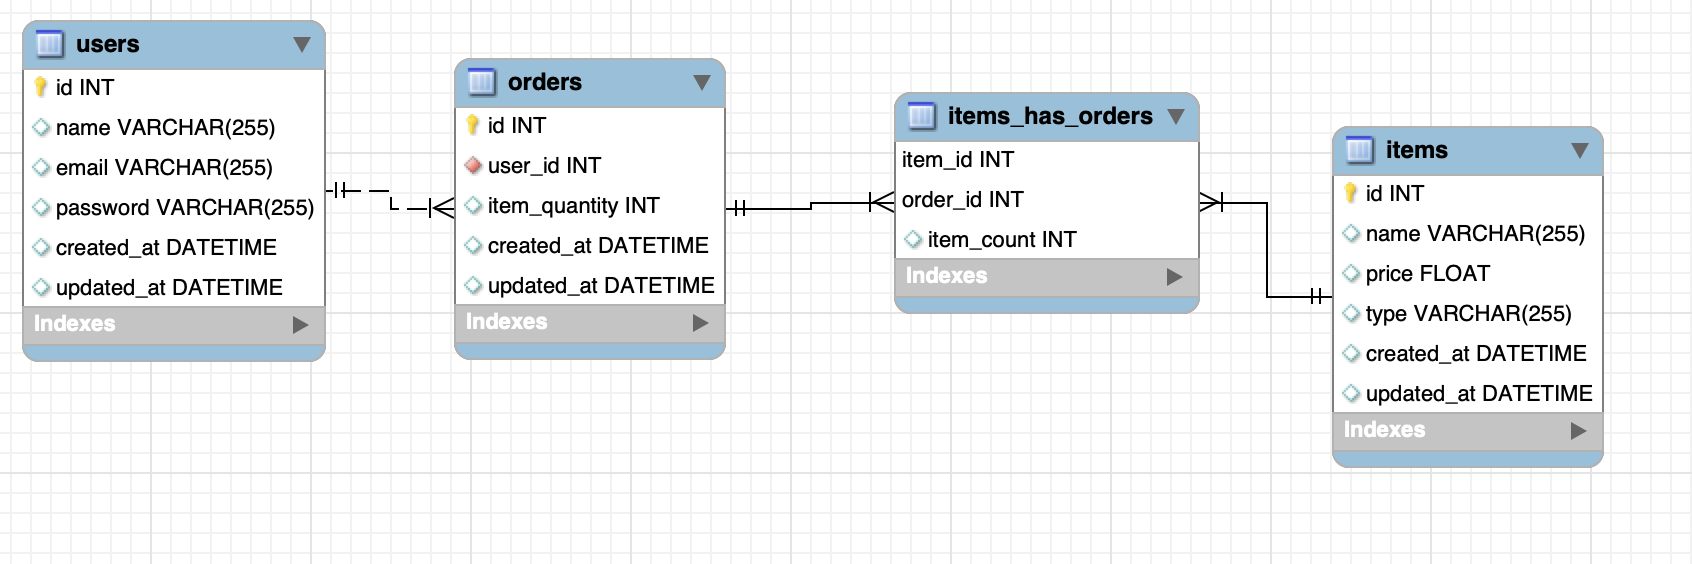 users
id INT
name VARCHAR(255)
email VARCHAR(255)
password VARCHAR(255)
created_at DATETIME
updated_at DATETIME
Indexes
orders
id INT
user_id INT
item_quantity INT
created_at DATETIME
updated_at DATETIME
Indexes
items_has_orders
item_id INT
order_id INT
item_count INT
Indexes
items
id INT
name VARCHAR(255)
price FLOAT
type VARCHAR(255)
created_at DATETIME
updated_at DATETIME
Indexes